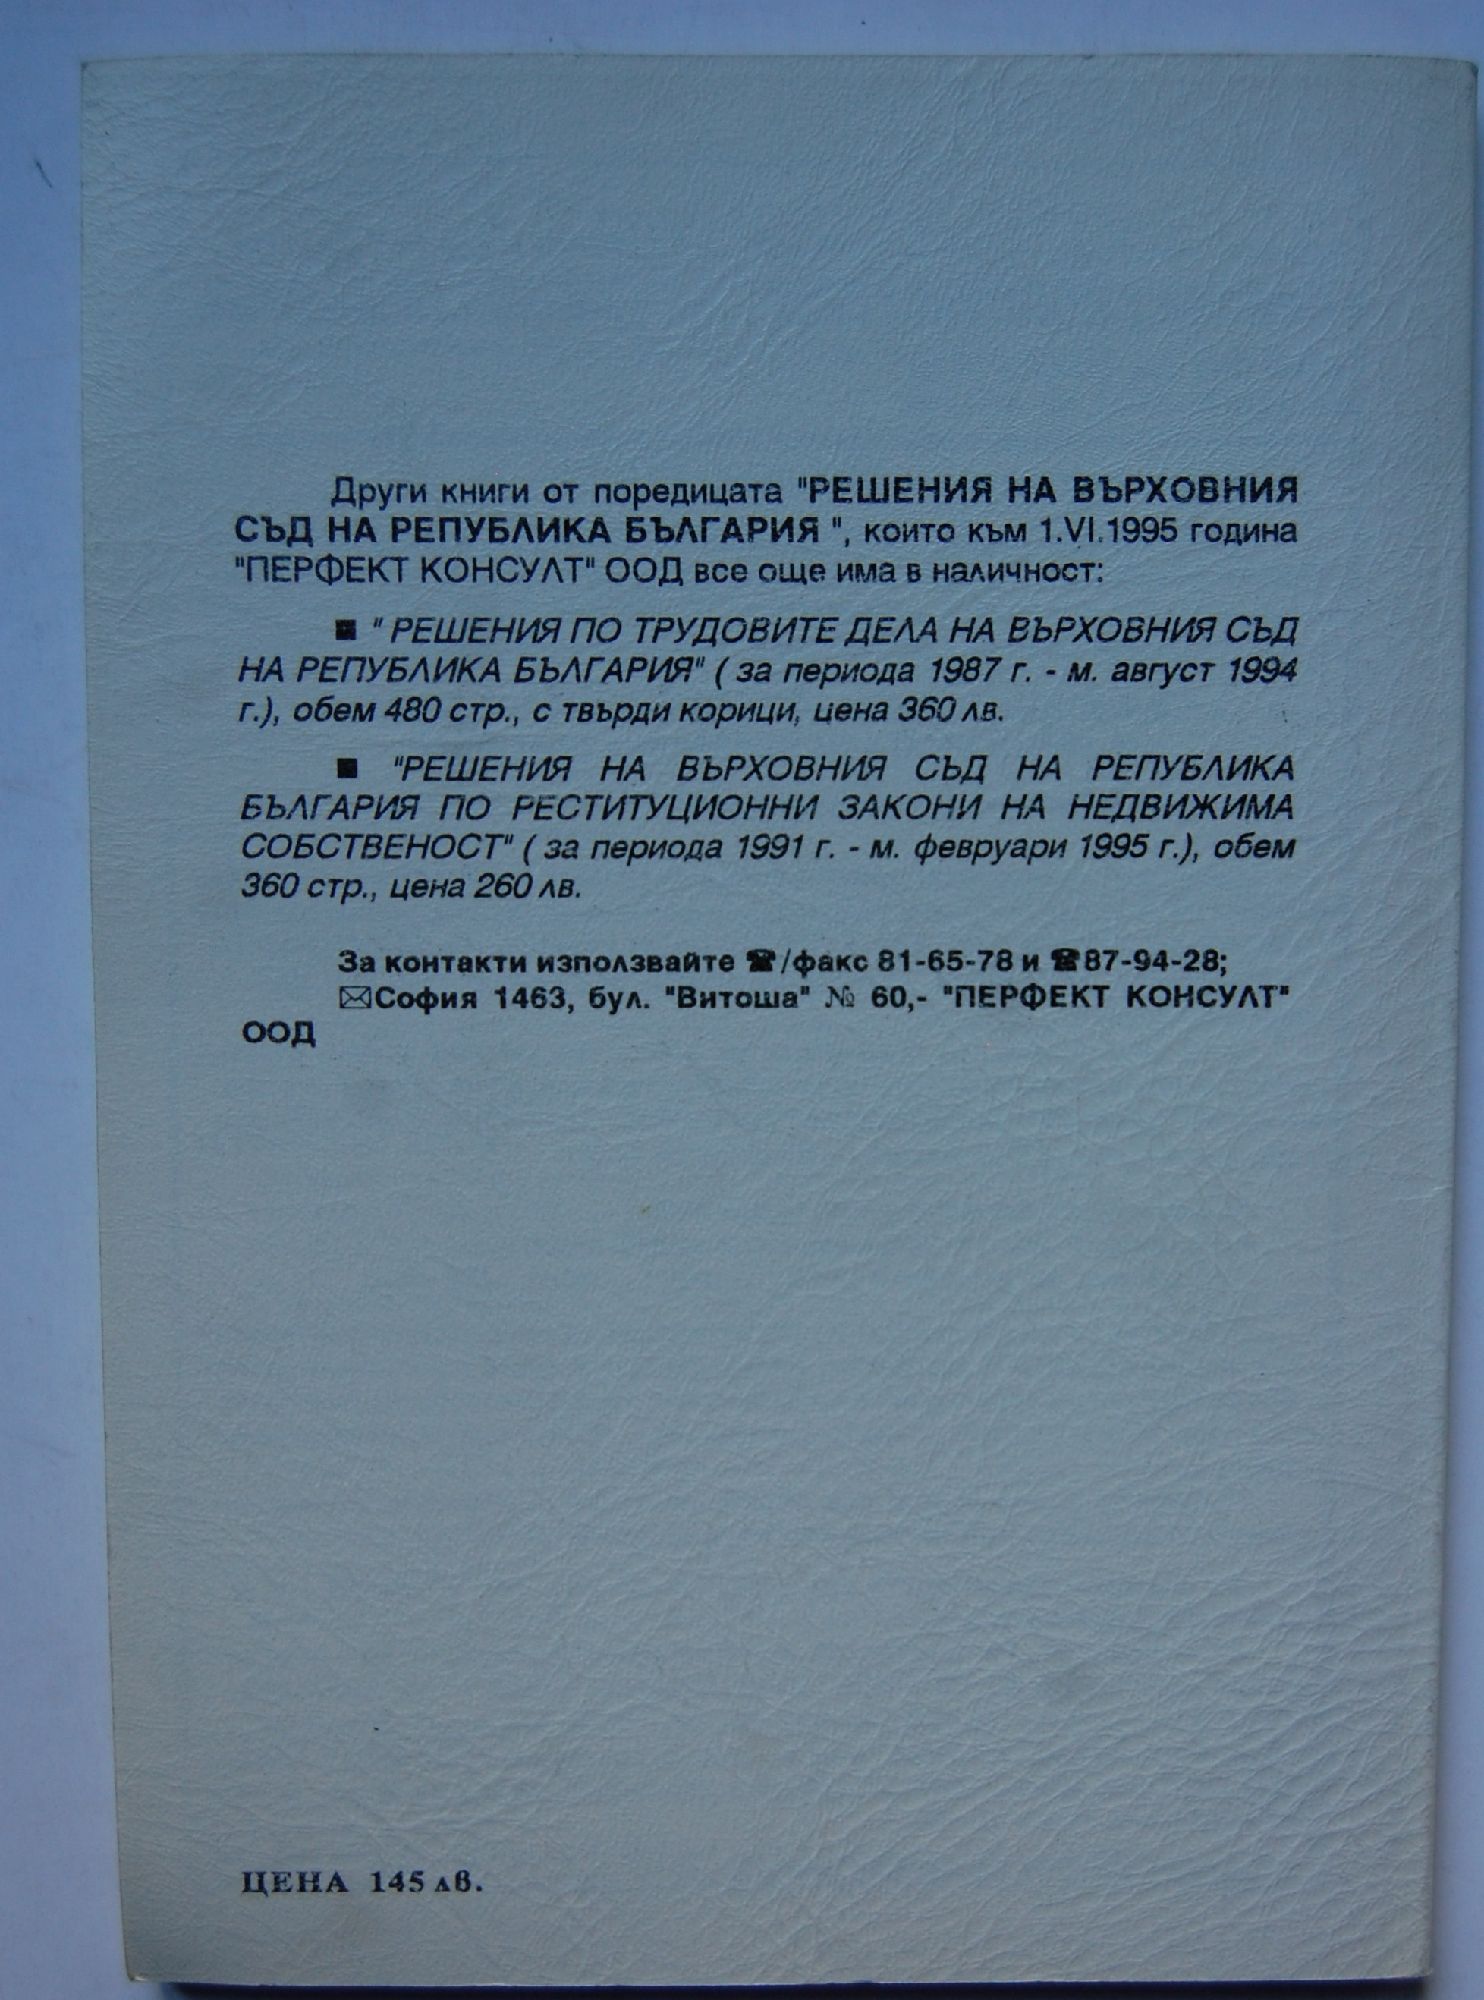 Други книги от поредицата "РЕШЕНИЯ НА ВЪРХОВНИЯ
СЪД НА РЕПУБЛИКА БЪЛГАРИЯ ", които към 1.VI.1995 година
"ПЕРФЕКТ КОНСУЛТ" ООД все още има в наличност:
■ " РЕШЕНИЯ ПО ТРУДОВИТЕ ДЕЛА НА ВЪРХОВНИЯ СЪД
НА РЕПУБЛИКА БЪЛГАРИЯ" ( за периода 1987 г. - м. август 1994
г.), обем 480 стр., с твърди корици, цена 360 лв.
■ "РЕШЕНИЯ НА ВЪРХОВНИЯ СЪД НА РЕПУБЛИКА
БЪЛГАРИЯ ПО РЕСТИТУЦИОННИ ЗАКОНИ НА НЕДВИЖИМА
СОБСТВЕНОСТ" ( за периода 1991 г. - м. февруари 1995 г.), обем
360 стр., цена 260 лв.
За контакти използвайте ☎/факс 81-65-78 и ☎87-94-28;
✉София 1463, бул. "Витоша" № 60,- "ПЕРФЕКТ КОНСУЛТ"
ООД
ЦЕНА 145 лв.